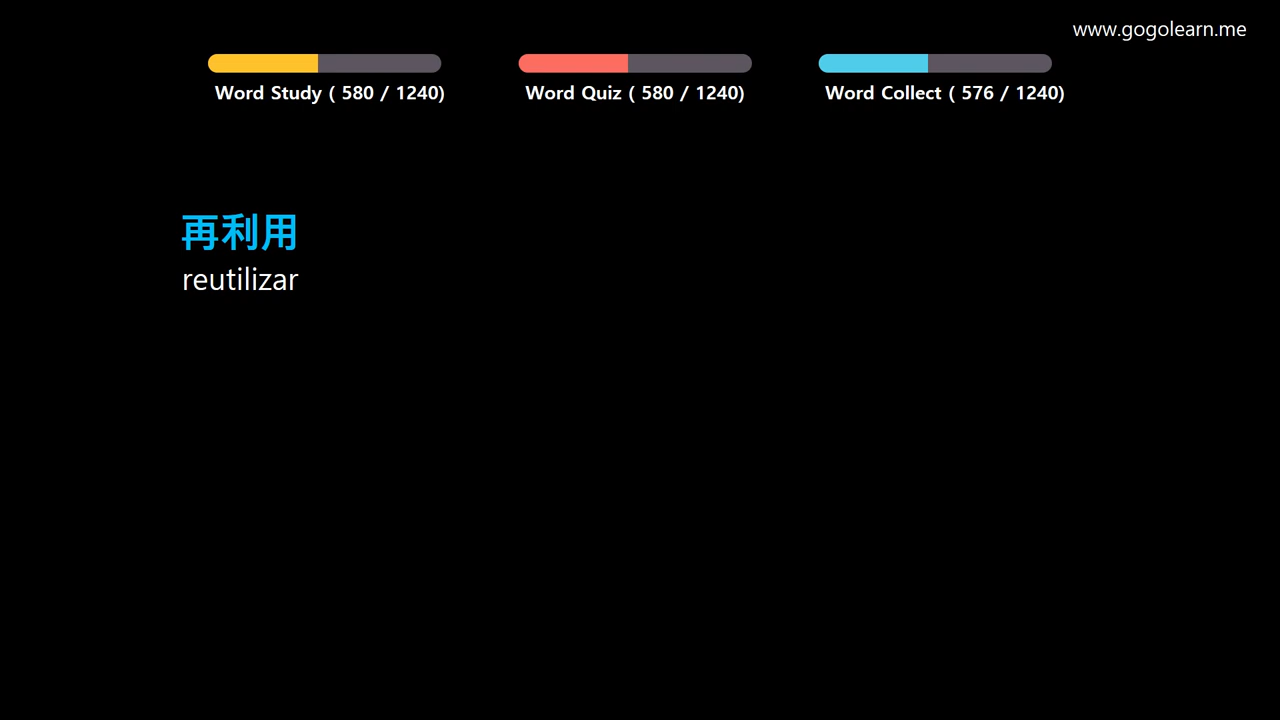 www.gogolearn.me
Word Study ( 580 / 1240)
Word Quiz ( 580 / 1240)
Word Collect ( 576 / 1240)
再利用
reutilizar